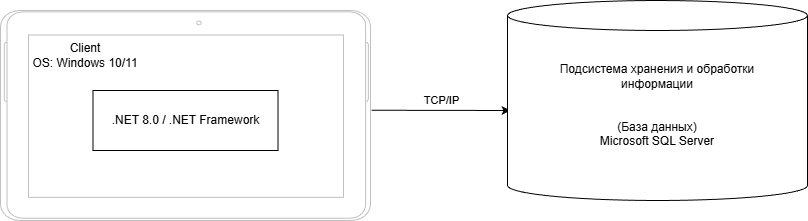 Client
OS: Windows 10/11
.NET 8.0 / .NET Framework
TCP/IP
Подсистема хранения и обработки
информации
(База данных)
Microsoft SQL Server